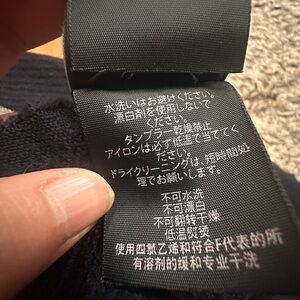 水洗いはお避けください。
漂白剤を使用しないで
ください。
タンブラー乾燥禁止
アイロンは必ず低温で当ててく
ださい。
ドライクリーニングは、短時間処
理でお願いします。
不可水洗
不可漂白
不可翻转干燥
低温熨烫
使用四氯乙烯和符合F代表的所
有溶剂的缓和专业干洗